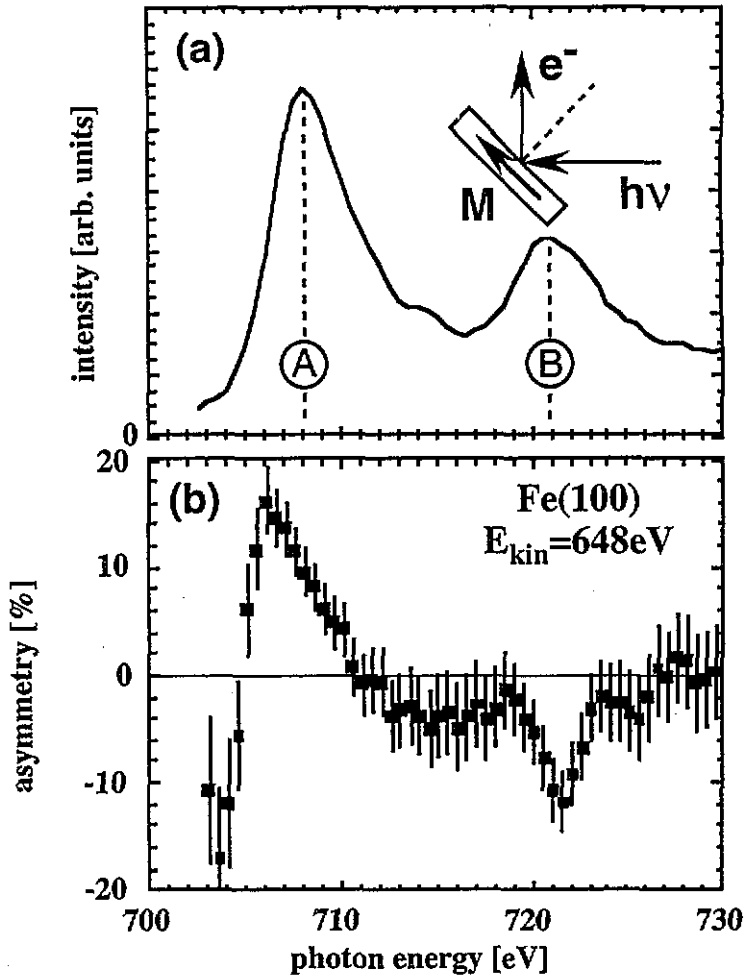 (a)
e-
M
hν
intensity [arb. units]
A
B
0
20
(b)
Fe(100)
Ekin=648eV
10
0
-10
-20
asymmetry [%]
700
710
720
730
photon energy [eV]